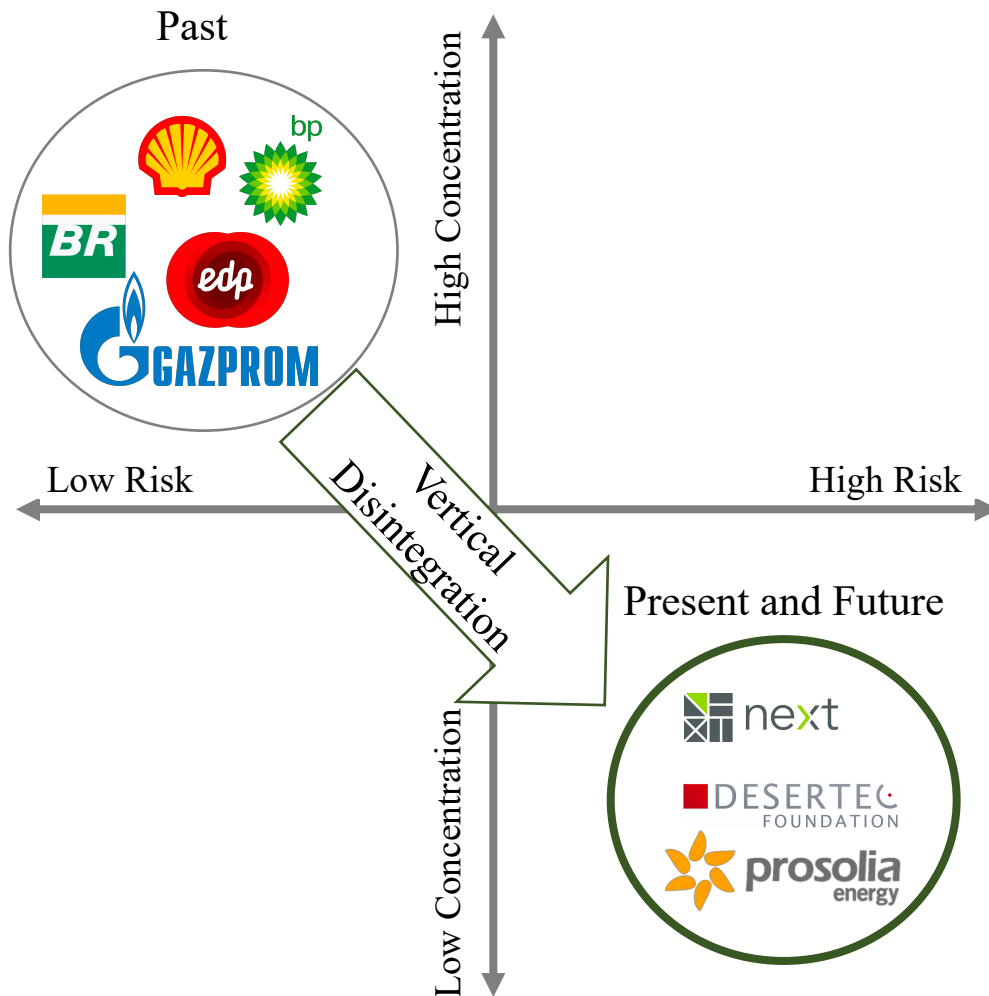 Past
bp
BR
edp
GAZPROM
High Concentration
Low Risk
High Risk
Vertical
Disintegration
Present and Future
next
DESERTEC
FOUNDATION
prosolia
energy
Low Concentration